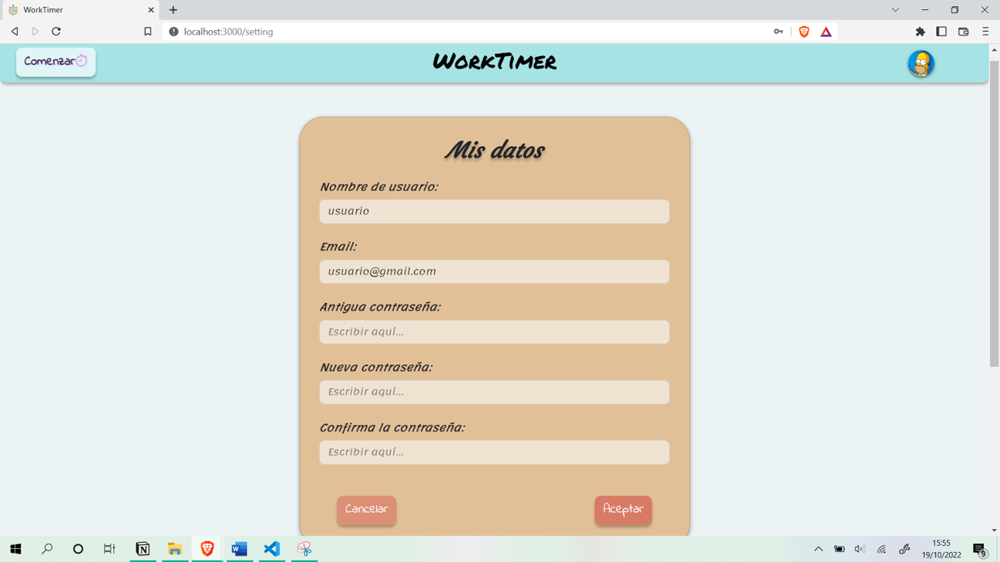 WorkTimer
localhost:3000/setting
Comenzar
WorkTimer
Mis datos
Nombre de usuario:
usuario
Email:
usuario@gmail.com
Antigua contraseña:
Escribir aquí...
Nueva contraseña:
Escribir aquí...
Confirma la contraseña:
Escribir aquí...
Cancelar
Aceptar
15:55
19/10/2022
9